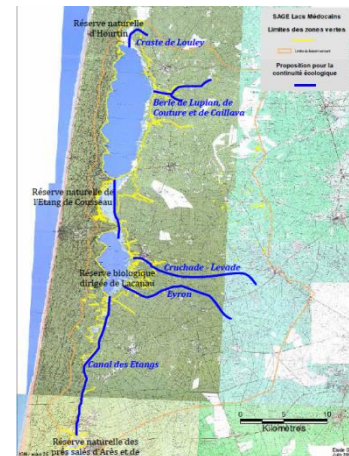 Réserve naturelle
d'Hourtin
Craste de Louley
Berle de Lupian, de
Couture et de Caillava
Réserve naturelle de
l'Etang de Cousseau
Cruchade - Levade
Réserve biologique
dirigée de Lacanau
Eyron
Canal des Etangs
Réserve naturelle des
prés salés d'Arès et de
SAGE Lacs Médocains
Limites des zones vertes
Proposition pour la
continuité écologique
0 5 10
Kilomètres